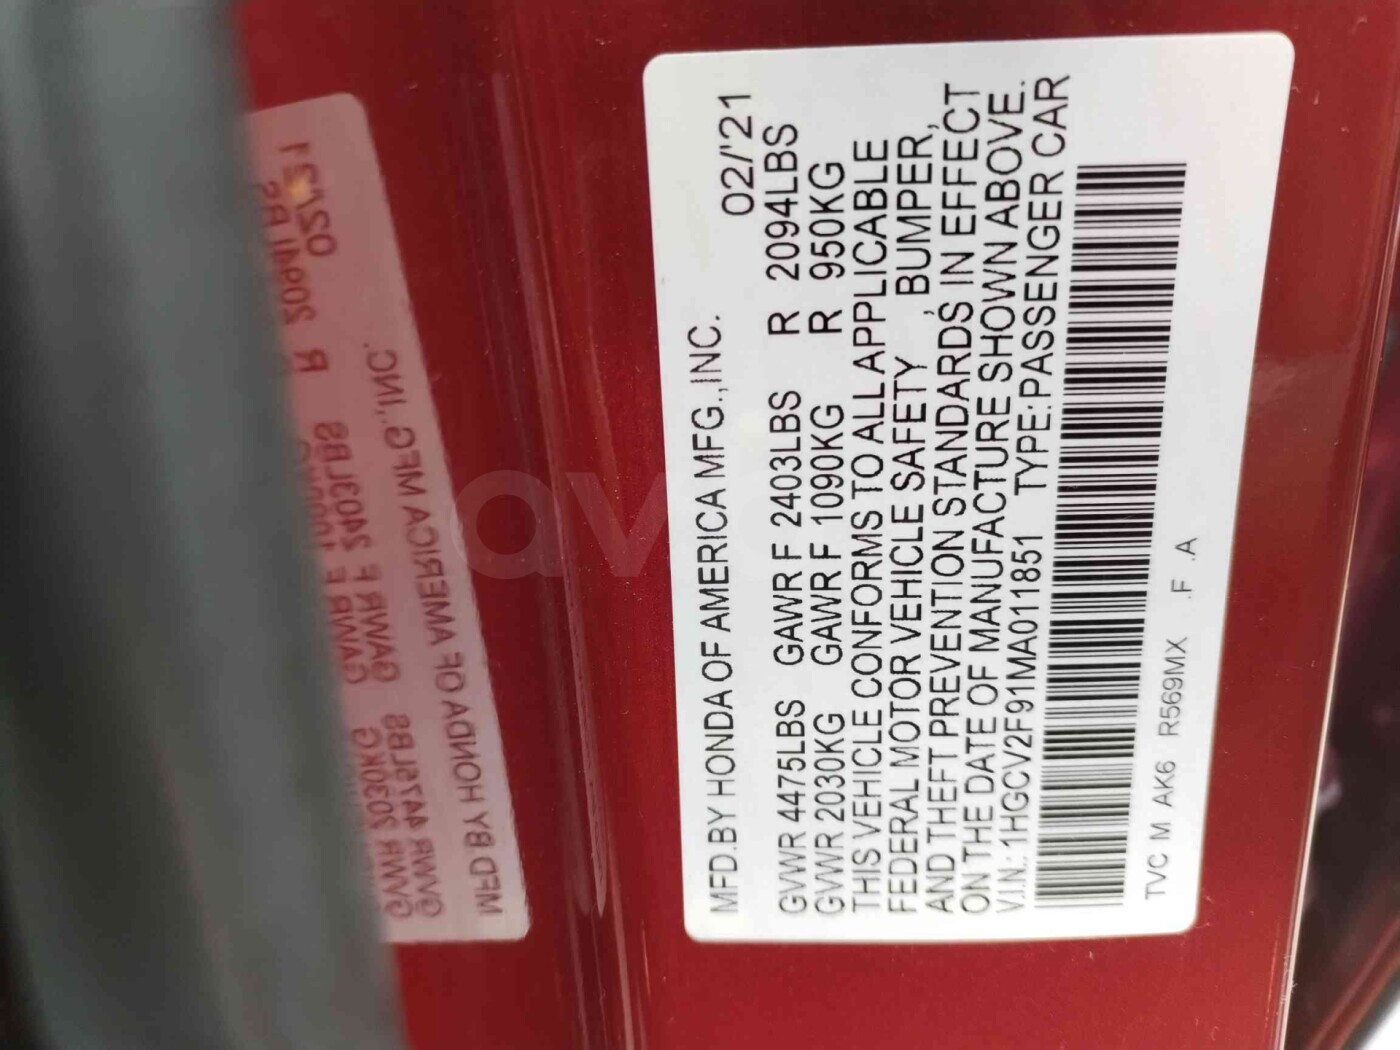 MFD.BY HONDA OF AMERICA MFG.,INC. 02/'21
GVWR 4475LBS GAWR F 2403LBS R 2094LBS
GVWR 2030KG GAWR F 1090KG R 950KG
THIS VEHICLE CONFORMS TO ALL APPLICABLE
FEDERAL MOTOR VEHICLE SAFETY , BUMPER,
AND THEFT PREVENTION STANDARDS IN EFFECT
ON THE DATE OF MANUFACTURE SHOWN ABOVE.
V.I.N.: 1HGCV2F91MA011851 TYPE:PASSENGER CAR
TVC M AK6 R569MX .F .A